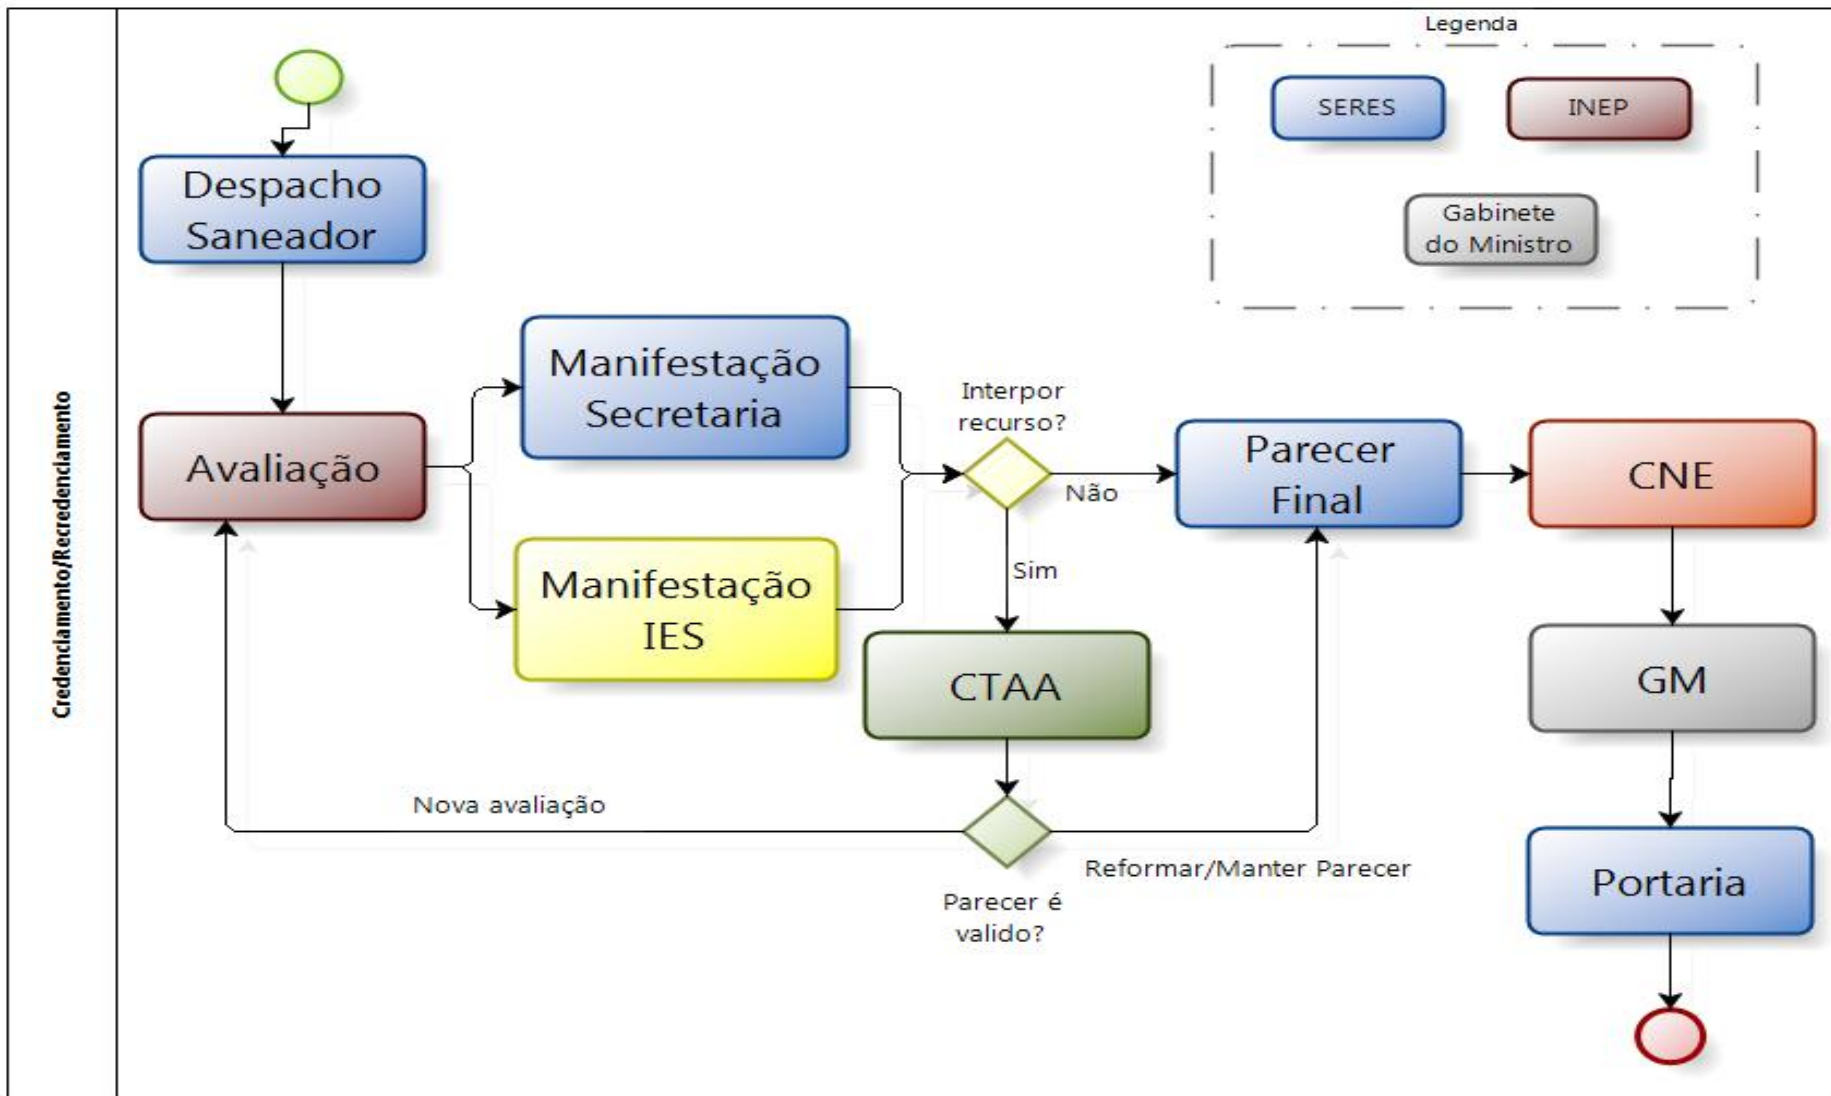 Legenda
SERES
INEP
Gabinete
do Ministro
Credenciamento/Recredenciamento
Despacho
Saneador
Avaliação
Manifestação
Secretaria
Manifestação
IES
Interpor
recurso?
Não
Sim
Parecer
Final
CNE
CTAA
GM
Nova avaliação
Reformar/Manter Parecer
Parecer é
valido?
Portaria